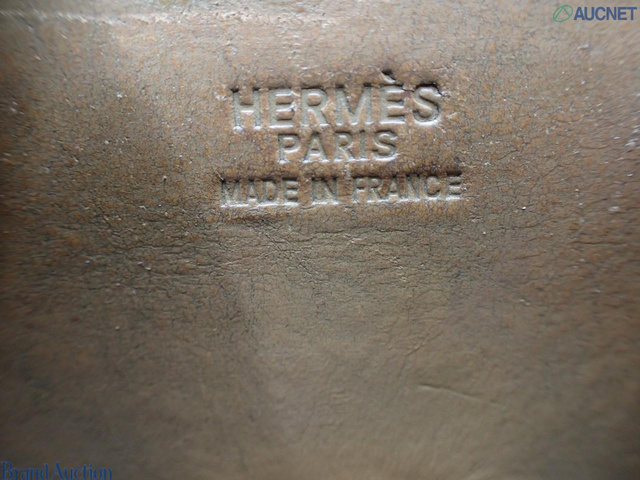 AUCNET
HERMÈS
PARIS
MADE IN FRANCE
Brand Auction